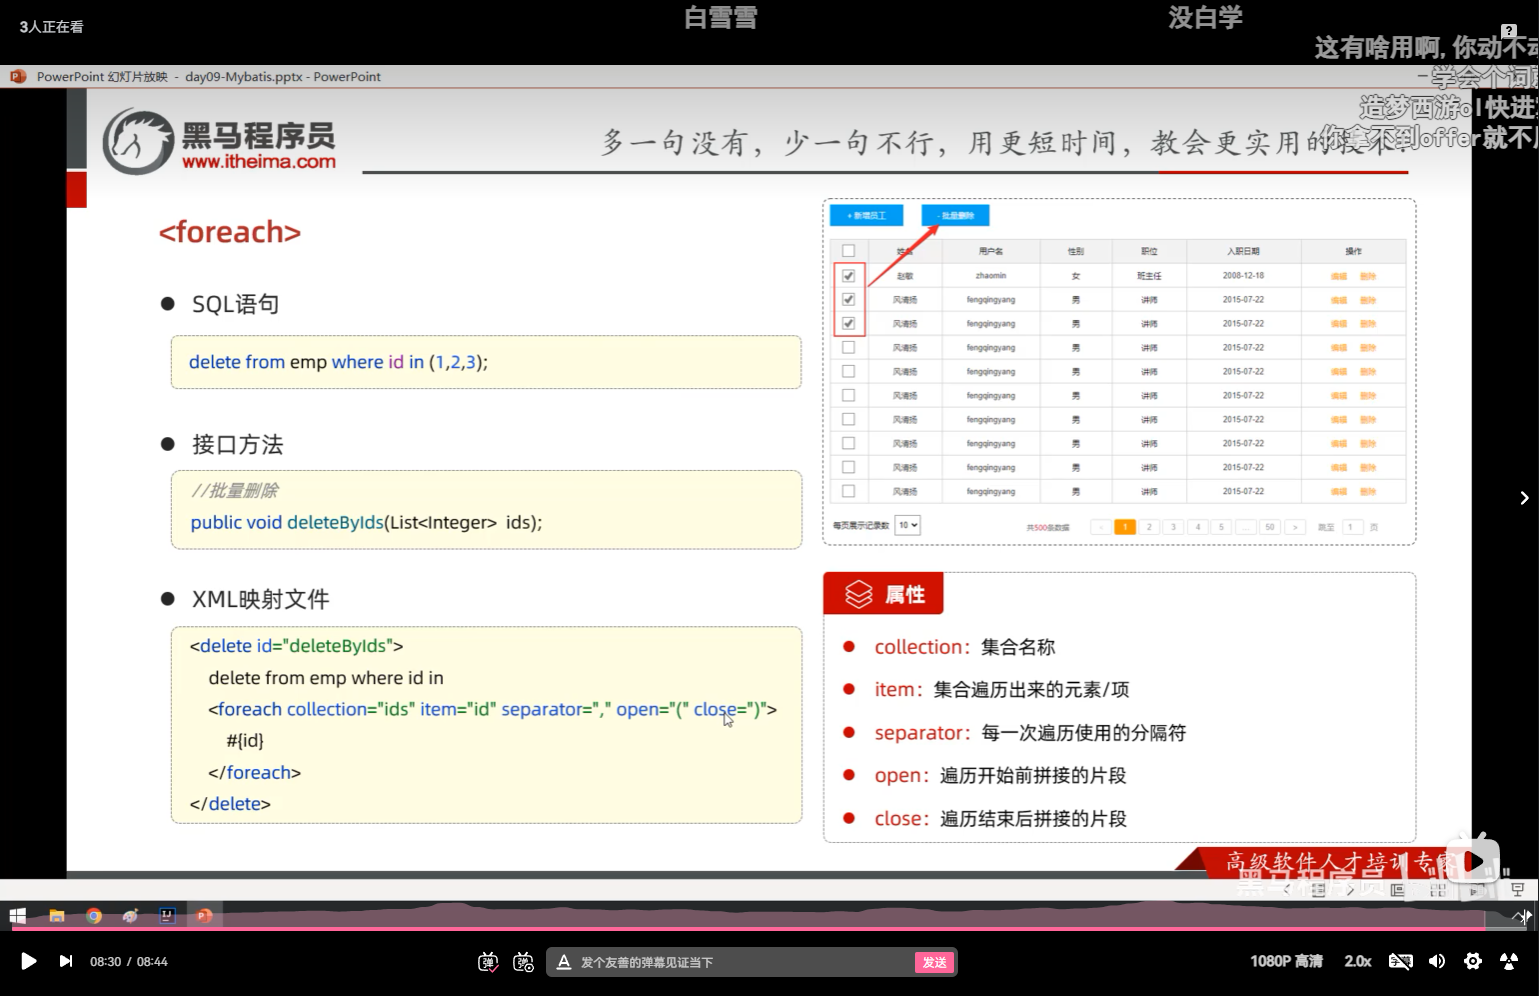 3人正在看
白雪雪
没白学
这有啥用啊, 你动不动
PowerPoint 幻灯片放映 - day09-Mybatis.pptx - PowerPoint
造梦西游ol快进
黑马程序员
www.itheima.com
多一句没有，少一句不行，用更短时间，教会更实用的技术！
你拿不到offer就不
<foreach>
SQL语句
delete from emp where id in (1,2,3);
接口方法
//批量删除
public void deleteByIds(List<Integer> ids);
XML映射文件
<delete id="deleteByIds">
delete from emp where id in
<foreach collection="ids" item="id" separator="," open="(" close=")">
#{id}
</foreach>
</delete>
+ 新增员工 - 批量删除
姓名 用户名 性别 职位 入职日期 操作
赵敏 zhaomin 女 班主任 2008-12-18 编辑 删除
风清扬 fengqingyang 男 讲师 2015-07-22 编辑 删除
风清扬 fengqingyang 男 讲师 2015-07-22 编辑 删除
风清扬 fengqingyang 男 讲师 2015-07-22 编辑 删除
风清扬 fengqingyang 男 讲师 2015-07-22 编辑 删除
风清扬 fengqingyang 男 讲师 2015-07-22 编辑 删除
风清扬 fengqingyang 男 讲师 2015-07-22 编辑 删除
风清扬 fengqingyang 男 讲师 2015-07-22 编辑 删除
风清扬 fengqingyang 男 讲师 2015-07-22 编辑 删除
风清扬 fengqingyang 男 讲师 2015-07-22 编辑 删除
每页展示记录数 10 共500条数据 < 1 2 3 4 5 ... 50 > 跳至 1 页
属性
collection：集合名称
item：集合遍历出来的元素/项
separator：每一次遍历使用的分隔符
open：遍历开始前拼接的片段
close：遍历结束后拼接的片段
高级软件人才培训专家
黑马程序员
08:30 / 08:44
弹
弹
发个友善的弹幕见证当下
发送
1080P 高清
2.0x